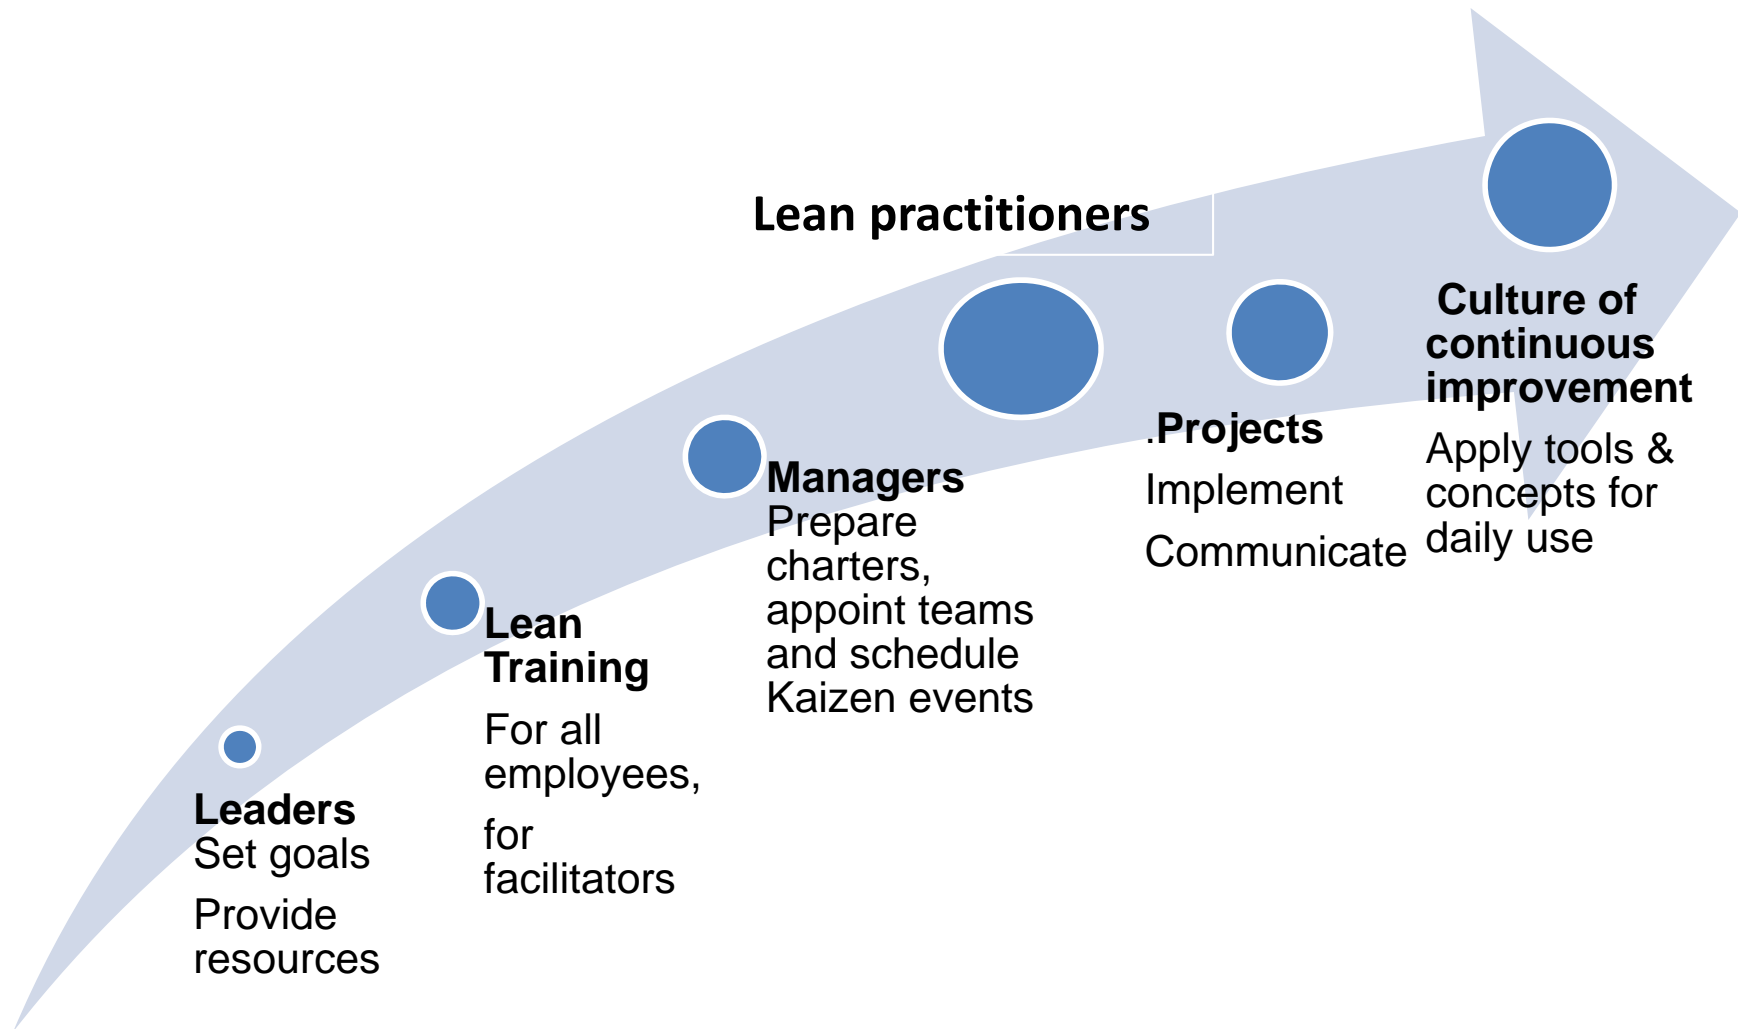 Lean practitioners
Leaders
Set goals
Provide
resources
Lean
Training
For all
employees,
for
facilitators
Managers
Prepare
charters,
appoint teams
and schedule
Kaizen events
.Projects
Implement
Communicate
Culture of
continuous
improvement
Apply tools &
concepts for
daily use